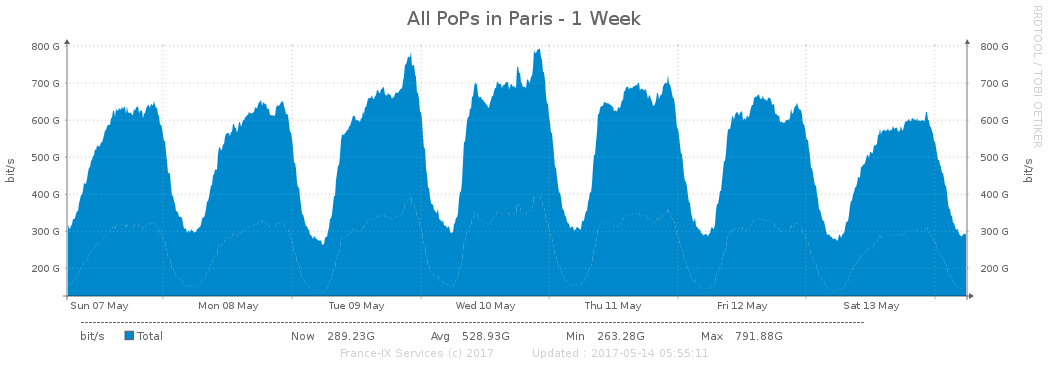 All PoPs in Paris - 1 Week
RRDTOOL / TOBI OETIKER
bit/s
800 G
700 G
600 G
500 G
400 G
300 G
200 G
800 G
700 G
600 G
500 G
400 G
300 G
200 G
bit/s
Sun 07 May Mon 08 May Tue 09 May Wed 10 May Thu 11 May Fri 12 May Sat 13 May
bit/s Total Now 289.23G Avg 528.93G Min 263.28G Max 791.88G
France-IX Services (c) 2017 Updated : 2017-05-14 05:55:11